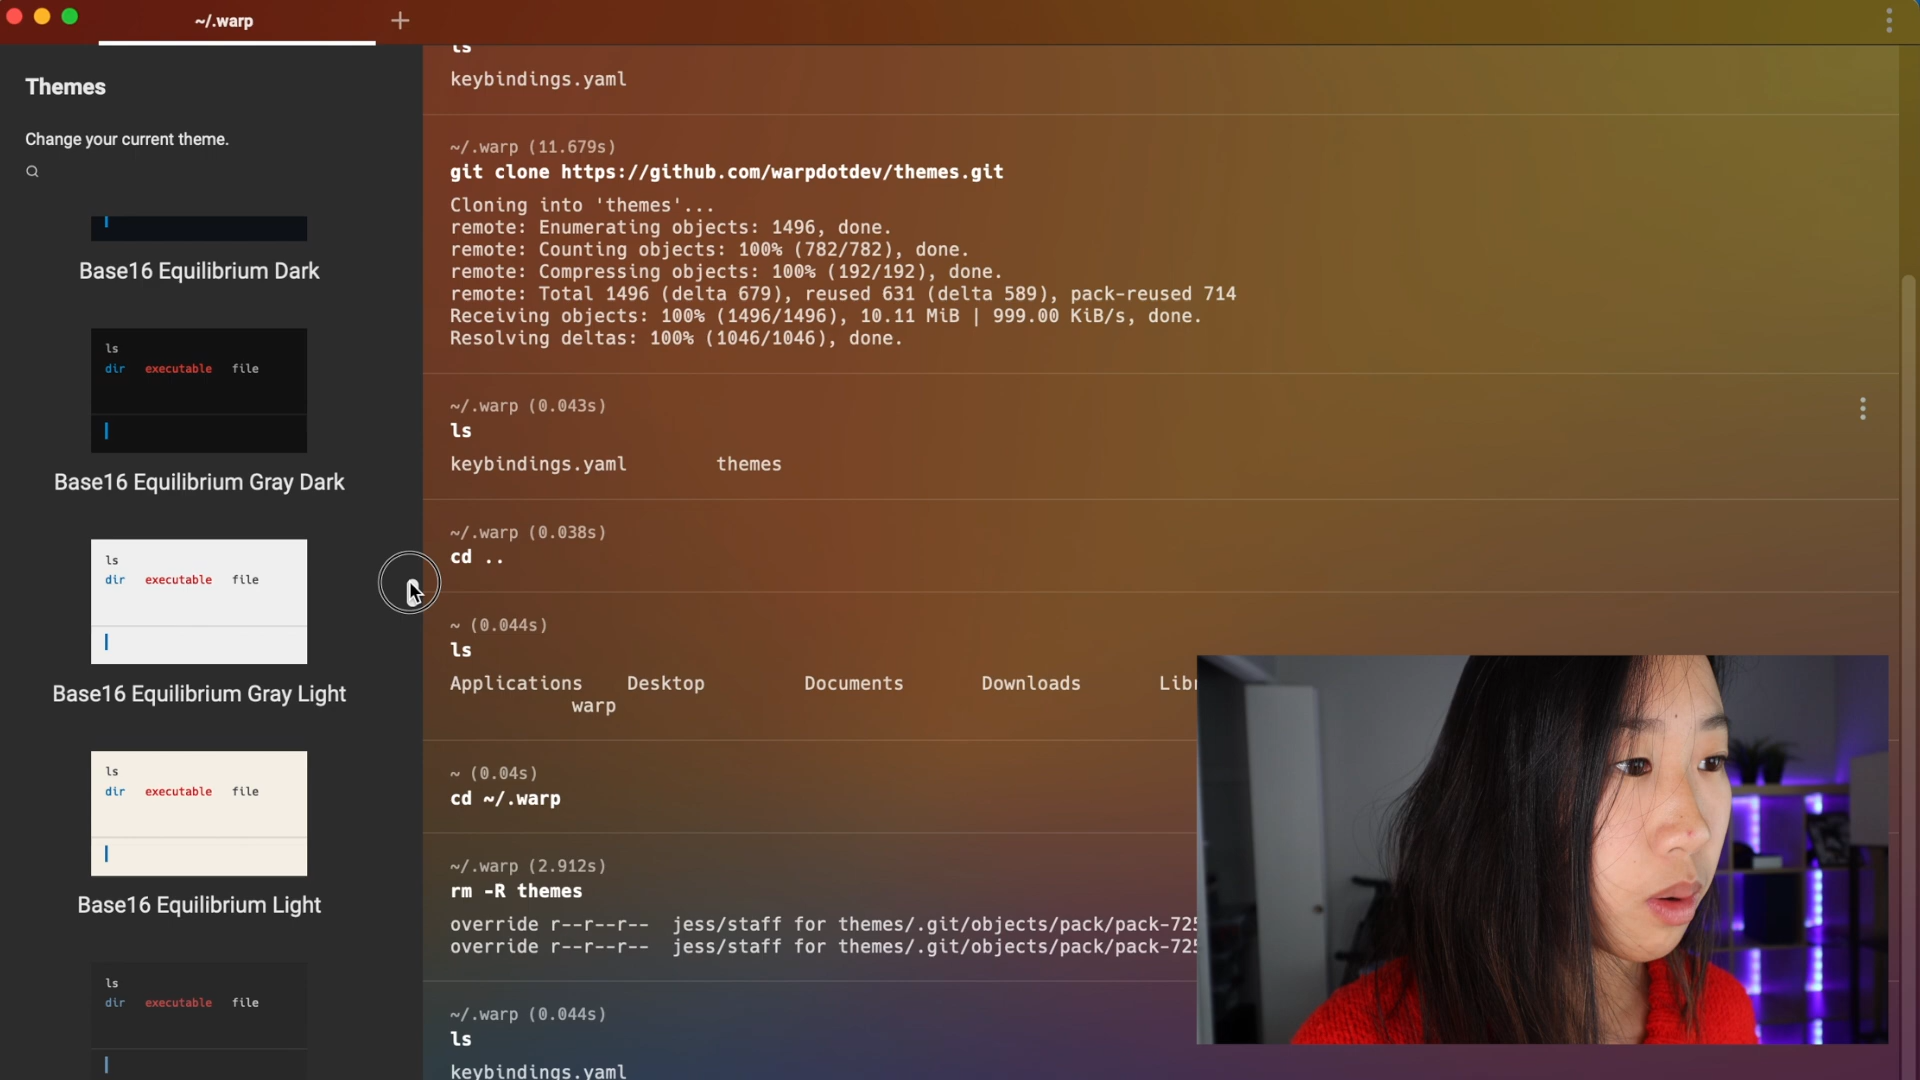 ~/.warp
Themes
Change your current theme.
Base16 Equilibrium Dark
ls
dir executable file
Base16 Equilibrium Gray Dark
ls
dir executable file
Base16 Equilibrium Gray Light
ls
dir executable file
Base16 Equilibrium Light
ls
dir executable file
ls
keybindings.yaml
~/.warp (11.679s)
git clone https://github.com/warpdotdev/themes.git
Cloning into 'themes'...
remote: Enumerating objects: 1496, done.
remote: Counting objects: 100% (782/782), done.
remote: Compressing objects: 100% (192/192), done.
remote: Total 1496 (delta 679), reused 631 (delta 589), pack-reused 714
Receiving objects: 100% (1496/1496), 10.11 MiB | 999.00 KiB/s, done.
Resolving deltas: 100% (1046/1046), done.
~/.warp (0.043s)
ls
keybindings.yaml themes
~/.warp (0.038s)
cd ..
~ (0.044s)
ls
Applications Desktop Documents Downloads
warp
~ (0.04s)
cd ~/.warp
~/.warp (2.912s)
rm -R themes
override r--r--r-- jess/staff for themes/.git/objects/pack/pack-725
override r--r--r-- jess/staff for themes/.git/objects/pack/pack-725
~/.warp (0.044s)
ls
keybindings.yaml